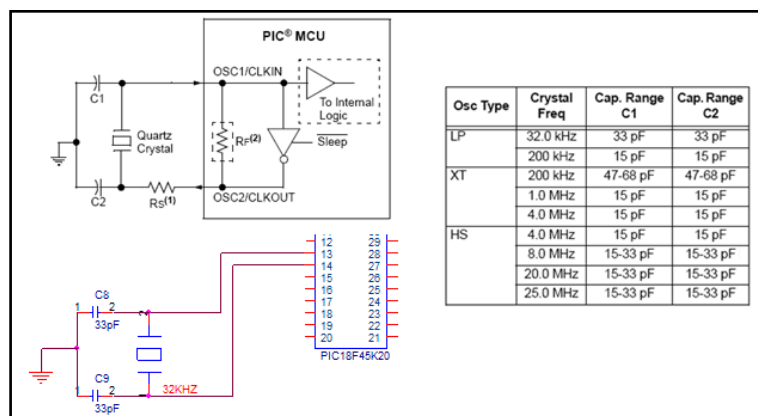 PIC® MCU
OSC1/CLKIN
C1
To Internal
Logic
Quartz
Crystal
RF(2)
Sleep
C2
RS(1)
OSC2/CLKOUT
Osc Type Crystal Freq Cap. Range C1 Cap. Range C2
LP 32.0 kHz 33 pF 33 pF
200 kHz 15 pF 15 pF
XT 200 kHz 47-68 pF 47-68 pF
1.0 MHz 15 pF 15 pF
4.0 MHz 15 pF 15 pF
HS 4.0 MHz 15 pF 15 pF
8.0 MHz 15-33 pF 15-33 pF
20.0 MHz 15-33 pF 15-33 pF
25.0 MHz 15-33 pF 15-33 pF
12 29
13 28
14 27
15 26
16 25
17 24
18 23
19 22
20 21
PIC18F45K20
C8
1 2
33pF
C9
1 2
33pF
32KHZ